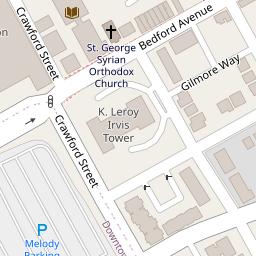 Crawford Street
Bedford Avenue
St. George
Syrian
Orthodox
Church
Gilmore Way
on
K. Leroy
Irvis
Tower
Crawford Street
Downto
P
Melody
Parking